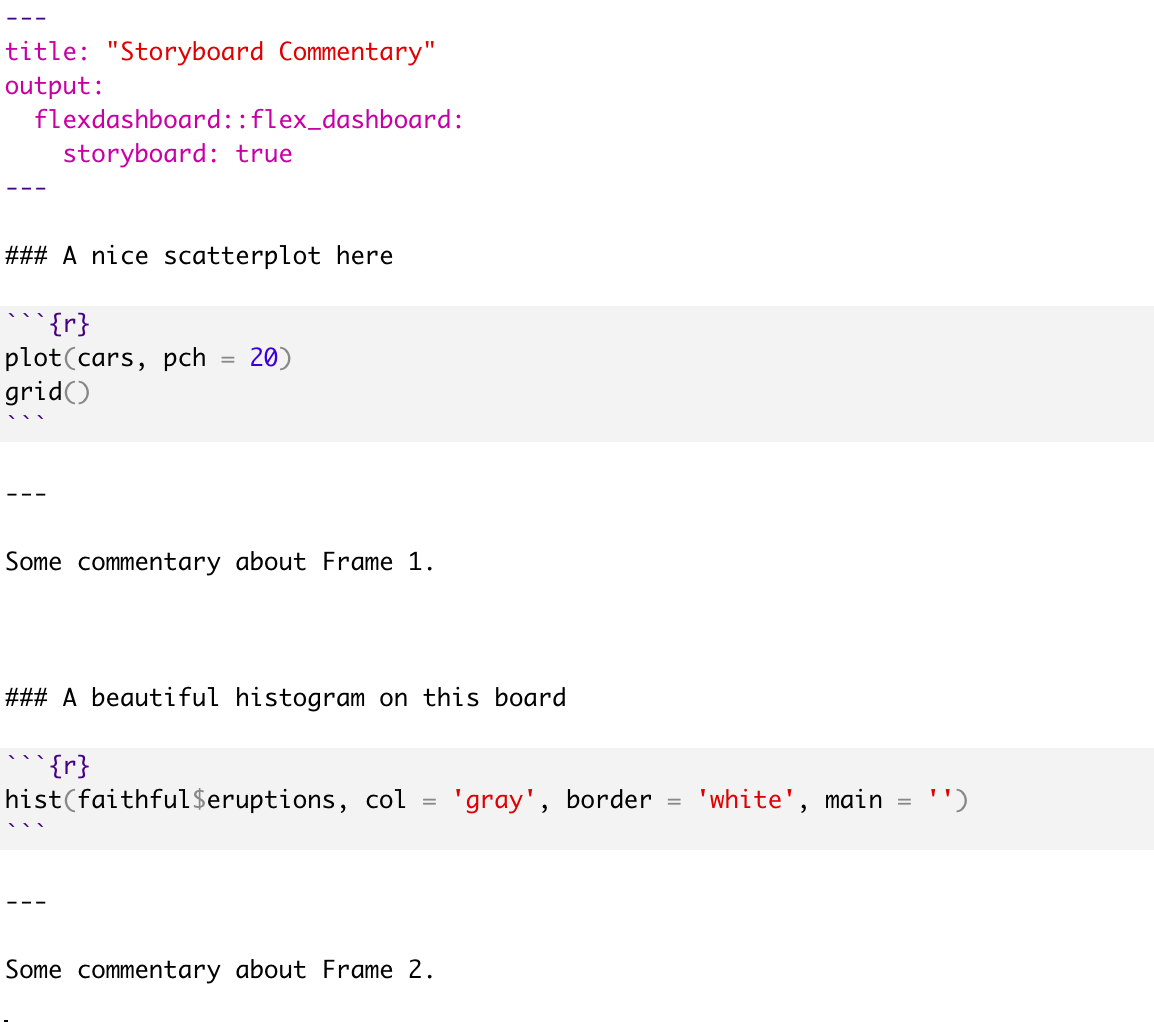 ---
title: "Storyboard Commentary"
output:
  flexdashboard::flex_dashboard:
    storyboard: true
---
### A nice scatterplot here
```{r}
plot(cars, pch = 20)
grid()
```
---
Some commentary about Frame 1.
### A beautiful histogram on this board
```{r}
hist(faithful$eruptions, col = 'gray', border = 'white', main = '')
```
---
Some commentary about Frame 2.